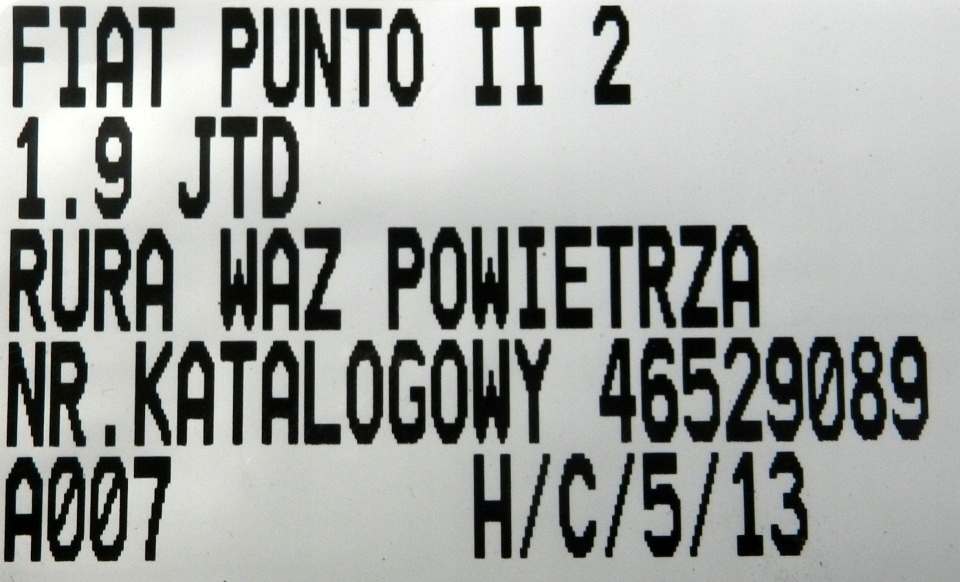 FIAT PUNTO II 2
1.9 JTD
RURA WAZ POWIETRZA
NR.KATALOGOWY 46529089
A007 H/C/5/13